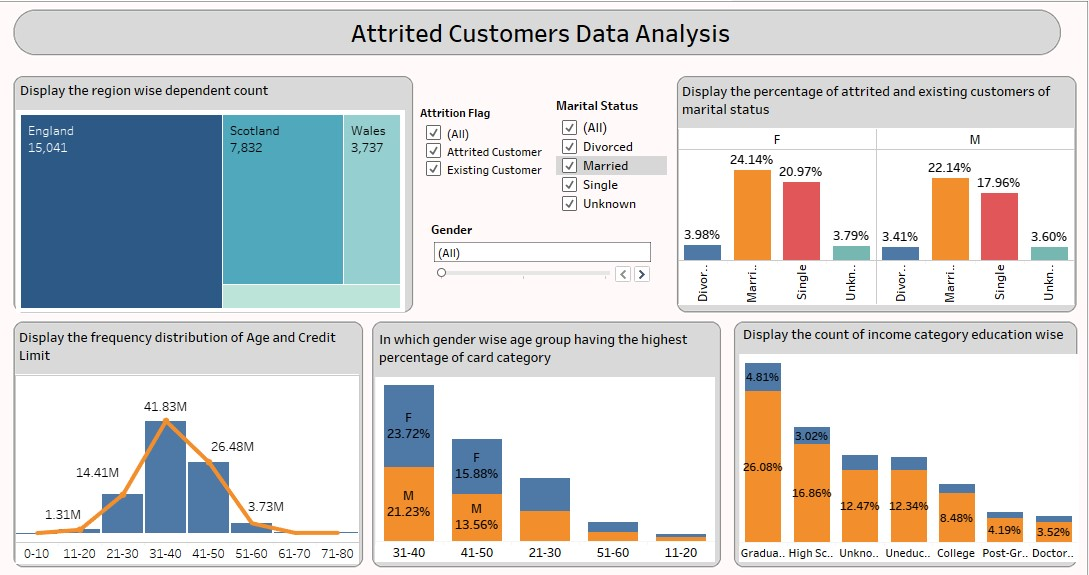 Attrited Customers Data Analysis
Display the region wise dependent count
England
15,041
Scotland
7,832
Wales
3,737
Attrition Flag
(All)
Attrited Customer
Existing Customer
Marital Status
(All)
Divorced
Married
Single
Unknown
Gender
(All)
Display the percentage of attrited and existing customers of
marital status
F
M
24.14%
20.97%
3.98%
3.79%
22.14%
17.96%
3.41%
3.60%
Divor..
Marri..
Single
Unkn..
Divor..
Marri..
Single
Unkn..
Display the frequency distribution of Age and Credit
Limit
41.83M
26.48M
14.41M
3.73M
1.31M
0-10 11-20 21-30 31-40 41-50 51-60 61-70 71-80
In which gender wise age group having the highest
percentage of card category
F
23.72%
M
21.23%
F
15.88%
M
13.56%
31-40 41-50 21-30 51-60 11-20
Display the count of income category education wise
4.81%
26.08%
3.02%
16.86%
12.47%
12.34%
8.48%
4.19%
3.52%
Gradua.. High Sc.. Unkno.. Uneduc.. College Post-Gr.. Doctor..